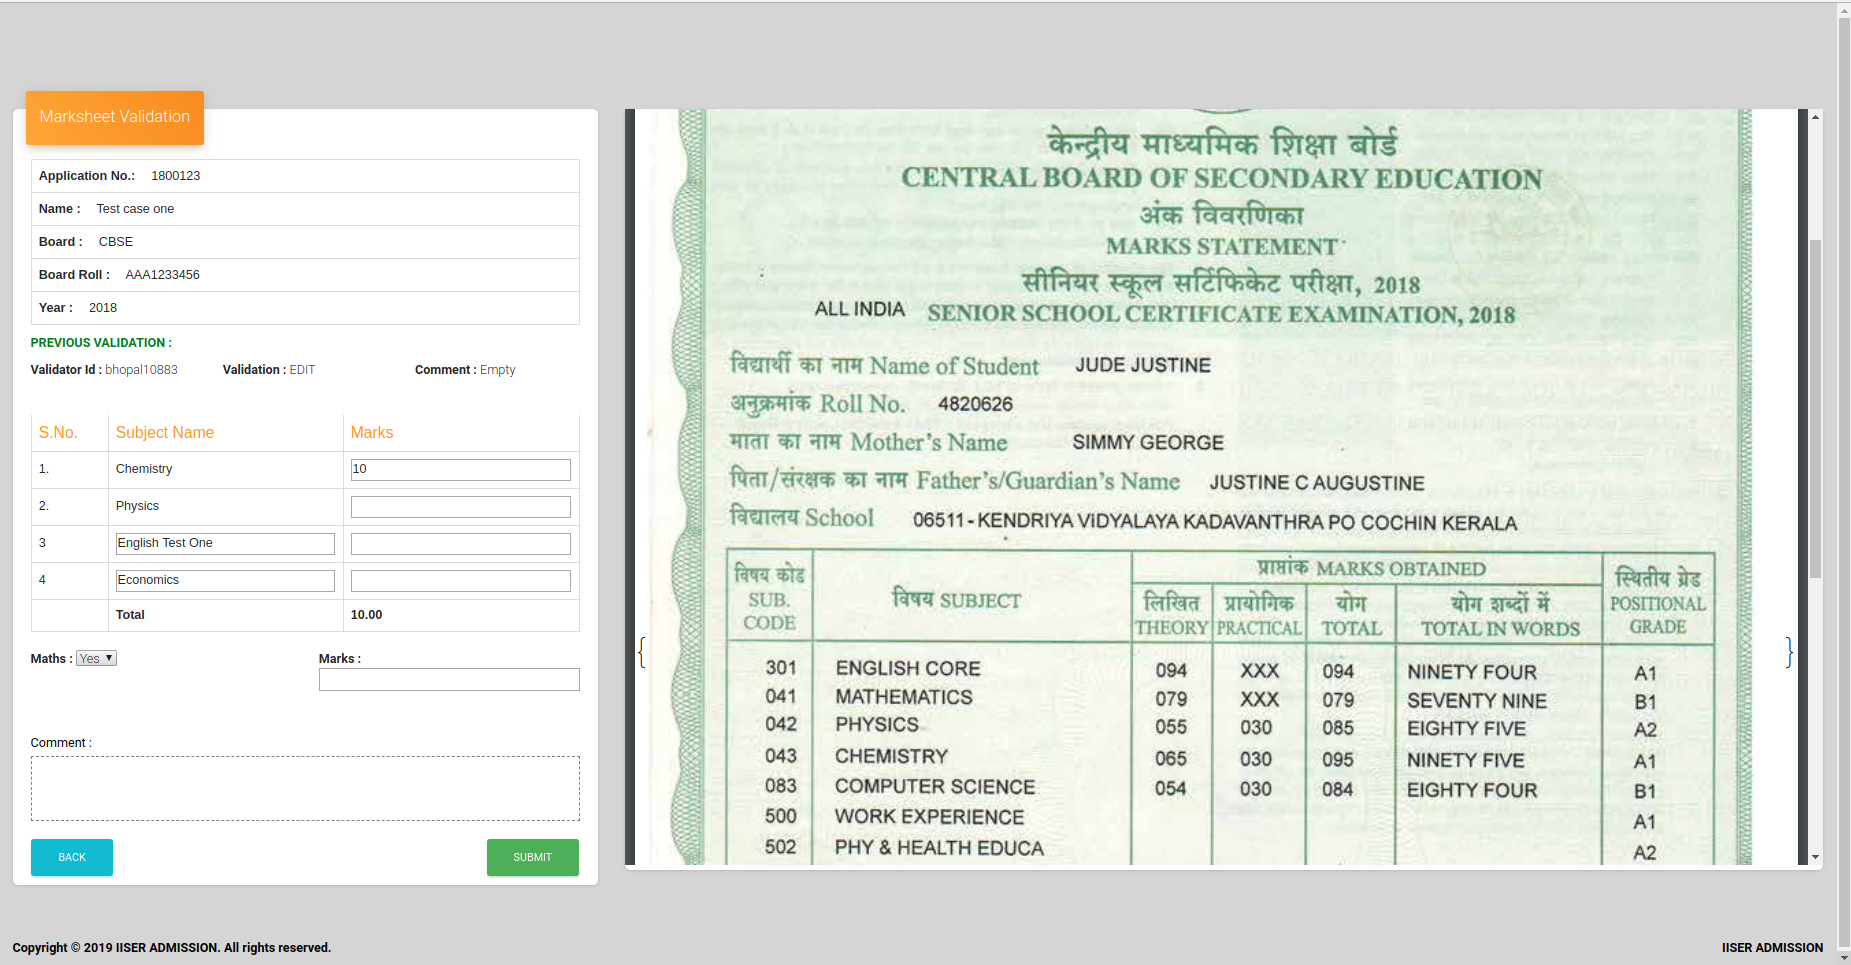 Marksheet Validation
Application No.: 1800123
Name : Test case one
Board : CBSE
Board Roll : AAA1233456
Year : 2018
PREVIOUS VALIDATION :
Validator Id : bhopal10883 Validation : EDIT Comment : Empty
S.No. Subject Name Marks
1. Chemistry 10
2. Physics
3 English Test One
4 Economics
Total 10.00
Maths : Yes Marks :
Comment :
BACK SUBMIT
केन्द्रीय माध्यमिक शिक्षा बोर्ड
CENTRAL BOARD OF SECONDARY EDUCATION
अंक विवरणिका
MARKS STATEMENT
सीनियर स्कूल सर्टिफिकेट परीक्षा, 2018
ALL INDIA SENIOR SCHOOL CERTIFICATE EXAMINATION, 2018
विद्यार्थी का नाम Name of Student JUDE JUSTINE
अनुक्रमांक Roll No. 4820626
माता का नाम Mother's Name SIMMY GEORGE
पिता/संरक्षक का नाम Father's/Guardian's Name JUSTINE C AUGUSTINE
विद्यालय School 06511-KENDRIYA VIDYALAYA KADAVANTHRA PO COCHIN KERALA
विषय कोड SUB. CODE विषय SUBJECT प्राप्तांक MARKS OBTAINED स्थितीय ग्रेड POSITIONAL GRADE
लिखित THEORY प्रायोगिक PRACTICAL योग TOTAL योग शब्दों में TOTAL IN WORDS
301 ENGLISH CORE 094 XXX 094 NINETY FOUR A1
041 MATHEMATICS 079 XXX 079 SEVENTY NINE B1
042 PHYSICS 055 030 085 EIGHTY FIVE A2
043 CHEMISTRY 065 030 095 NINETY FIVE A1
083 COMPUTER SCIENCE 054 030 084 EIGHTY FOUR B1
500 WORK EXPERIENCE A1
502 PHY & HEALTH EDUCA A2
{ }
Copyright © 2019 IISER ADMISSION. All rights reserved. IISER ADMISSION